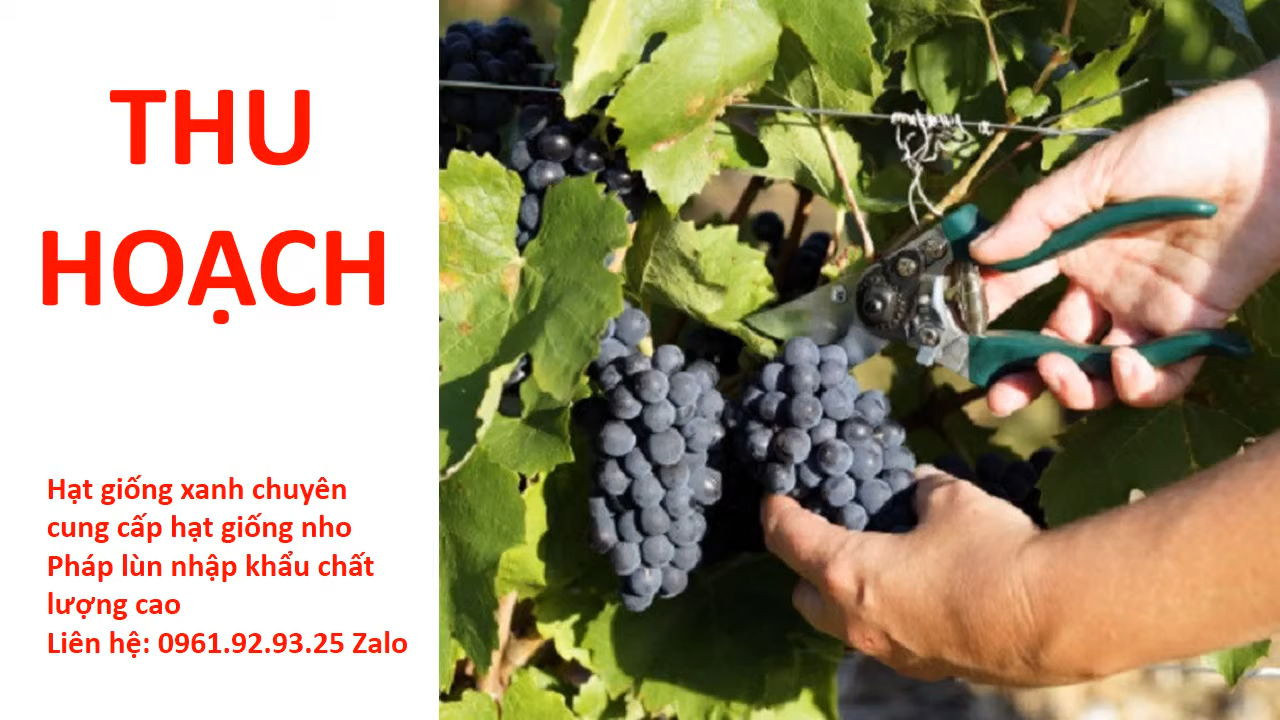 THU
HOẠCH
Hạt giống xanh chuyên
cung cấp hạt giống nho
Pháp lùn nhập khẩu chất
lượng cao
Liên hệ: 0961.92.93.25 Zalo